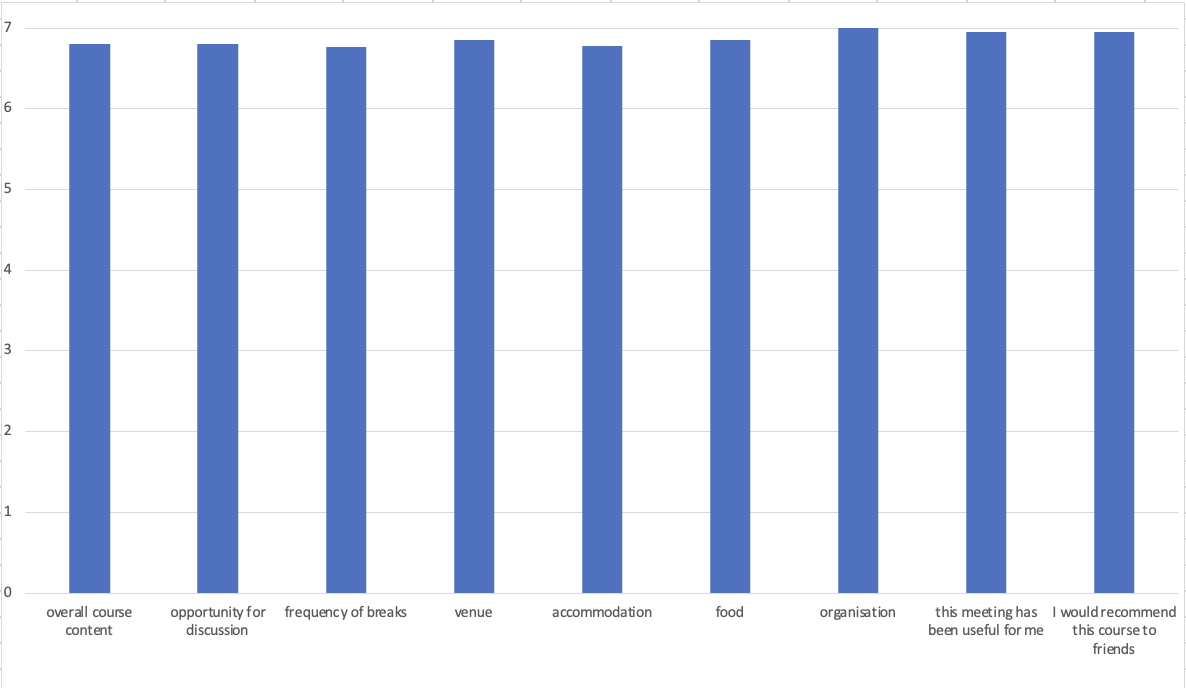 7
6
5
4
3
2
1
0
overall course
content
opportunity for
discussion
frequency of breaks
venue
accommodation
food
organisation
this meeting has
been useful for me
I would recommend
this course to
friends